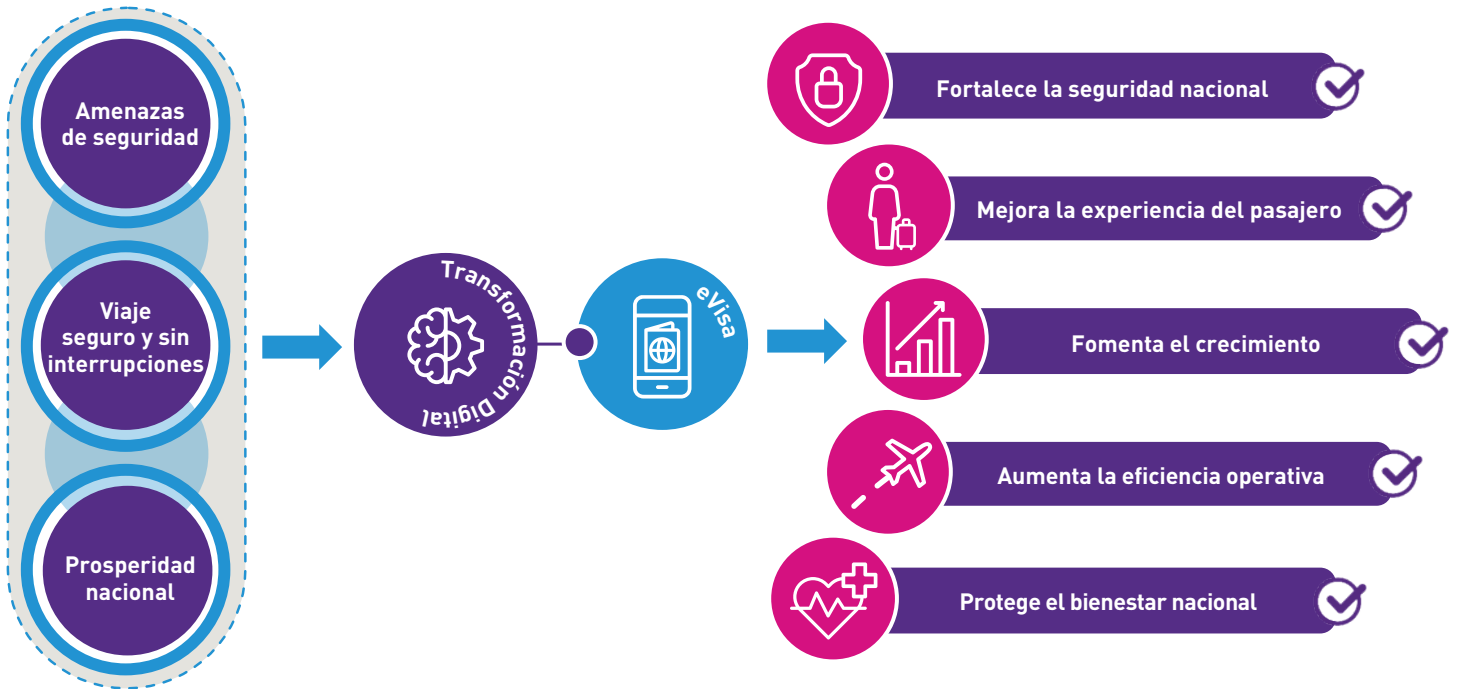 Amenazas
de seguridad
Viaje
seguro y sin
interrupciones
Prosperidad
nacional
Transformación Digital
eVisa
Fortalece la seguridad nacional
Mejora la experiencia del pasajero
Fomenta el crecimiento
Aumenta la eficiencia operativa
Protege el bienestar nacional